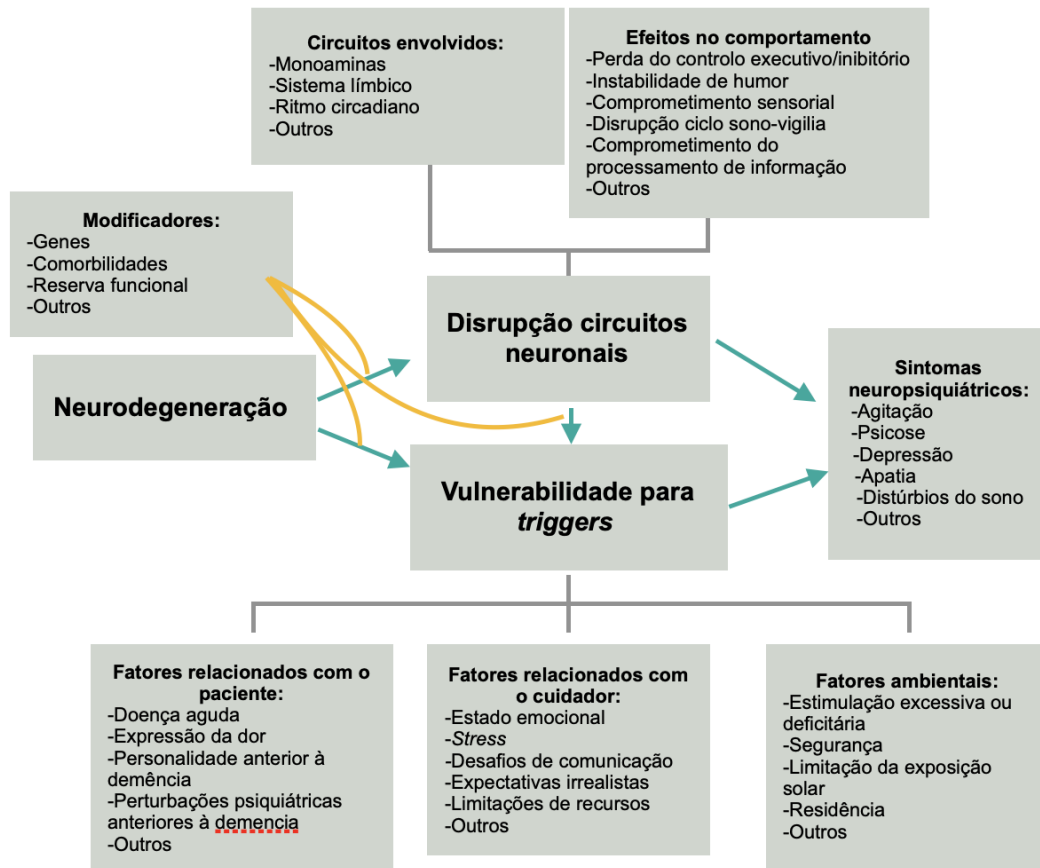 Circuitos envolvidos:
-Monoaminas
-Sistema límbico
-Ritmo circadiano
-Outros
Efeitos no comportamento
-Perda do controlo executivo/inibitório
-Instabilidade de humor
-Comprometimento sensorial
-Disrupção ciclo sono-vigilia
-Comprometimento do
processamento de informação
-Outros
Modificadores:
-Genes
-Comorbilidades
-Reserva funcional
-Outros
Disrupção circuitos
neuronais
Neurodegeneração
Sintomas
neuropsiquiátricos:
-Agitação
-Psicose
-Depressão
-Apatia
-Distúrbios do sono
-Outros
Vulnerabilidade para
triggers
Fatores relacionados com o
paciente:
-Doença aguda
-Expressão da dor
-Personalidade anterior à
demência
-Perturbações psiquiátricas
anteriores à demencia
-Outros
Fatores relacionados com
o cuidador:
-Estado emocional
-Stress
-Desafios de comunicação
-Expectativas irrealistas
-Limitações de recursos
-Outros
Fatores ambientais:
-Estimulação excessiva ou
deficitária
-Segurança
-Limitação da exposição
solar
-Residência
-Outros